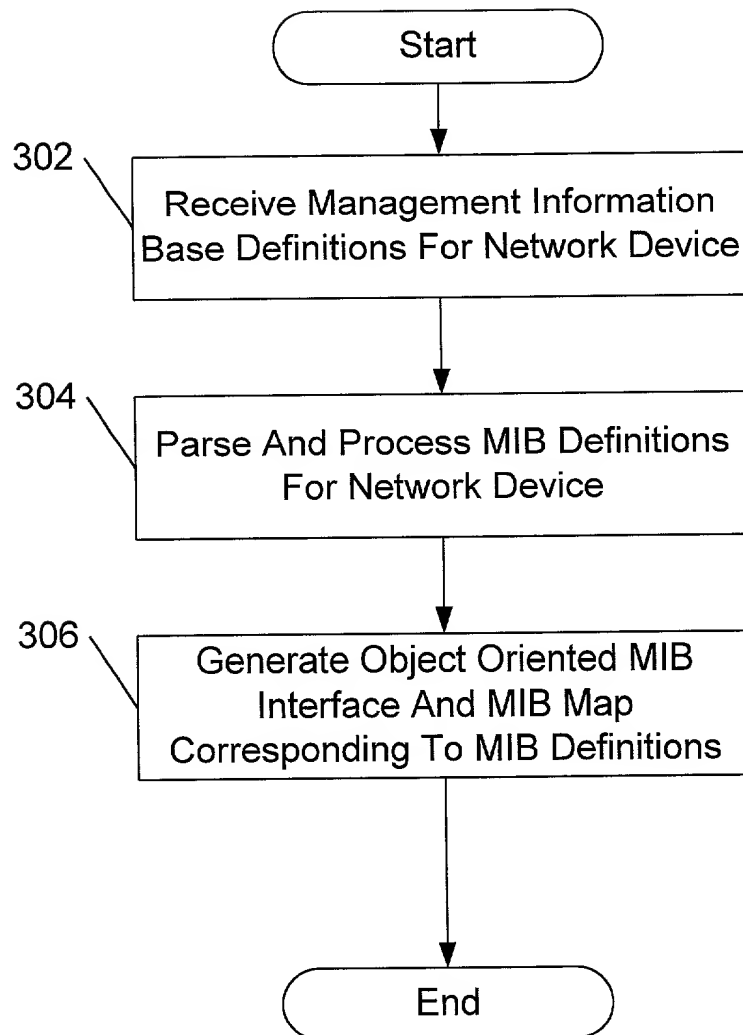 Start
302
Receive Management Information
Base Definitions For Network Device
304
Parse And Process MIB Definitions
For Network Device
306
Generate Object Oriented MIB
Interface And MIB Map
Corresponding To MIB Definitions
End